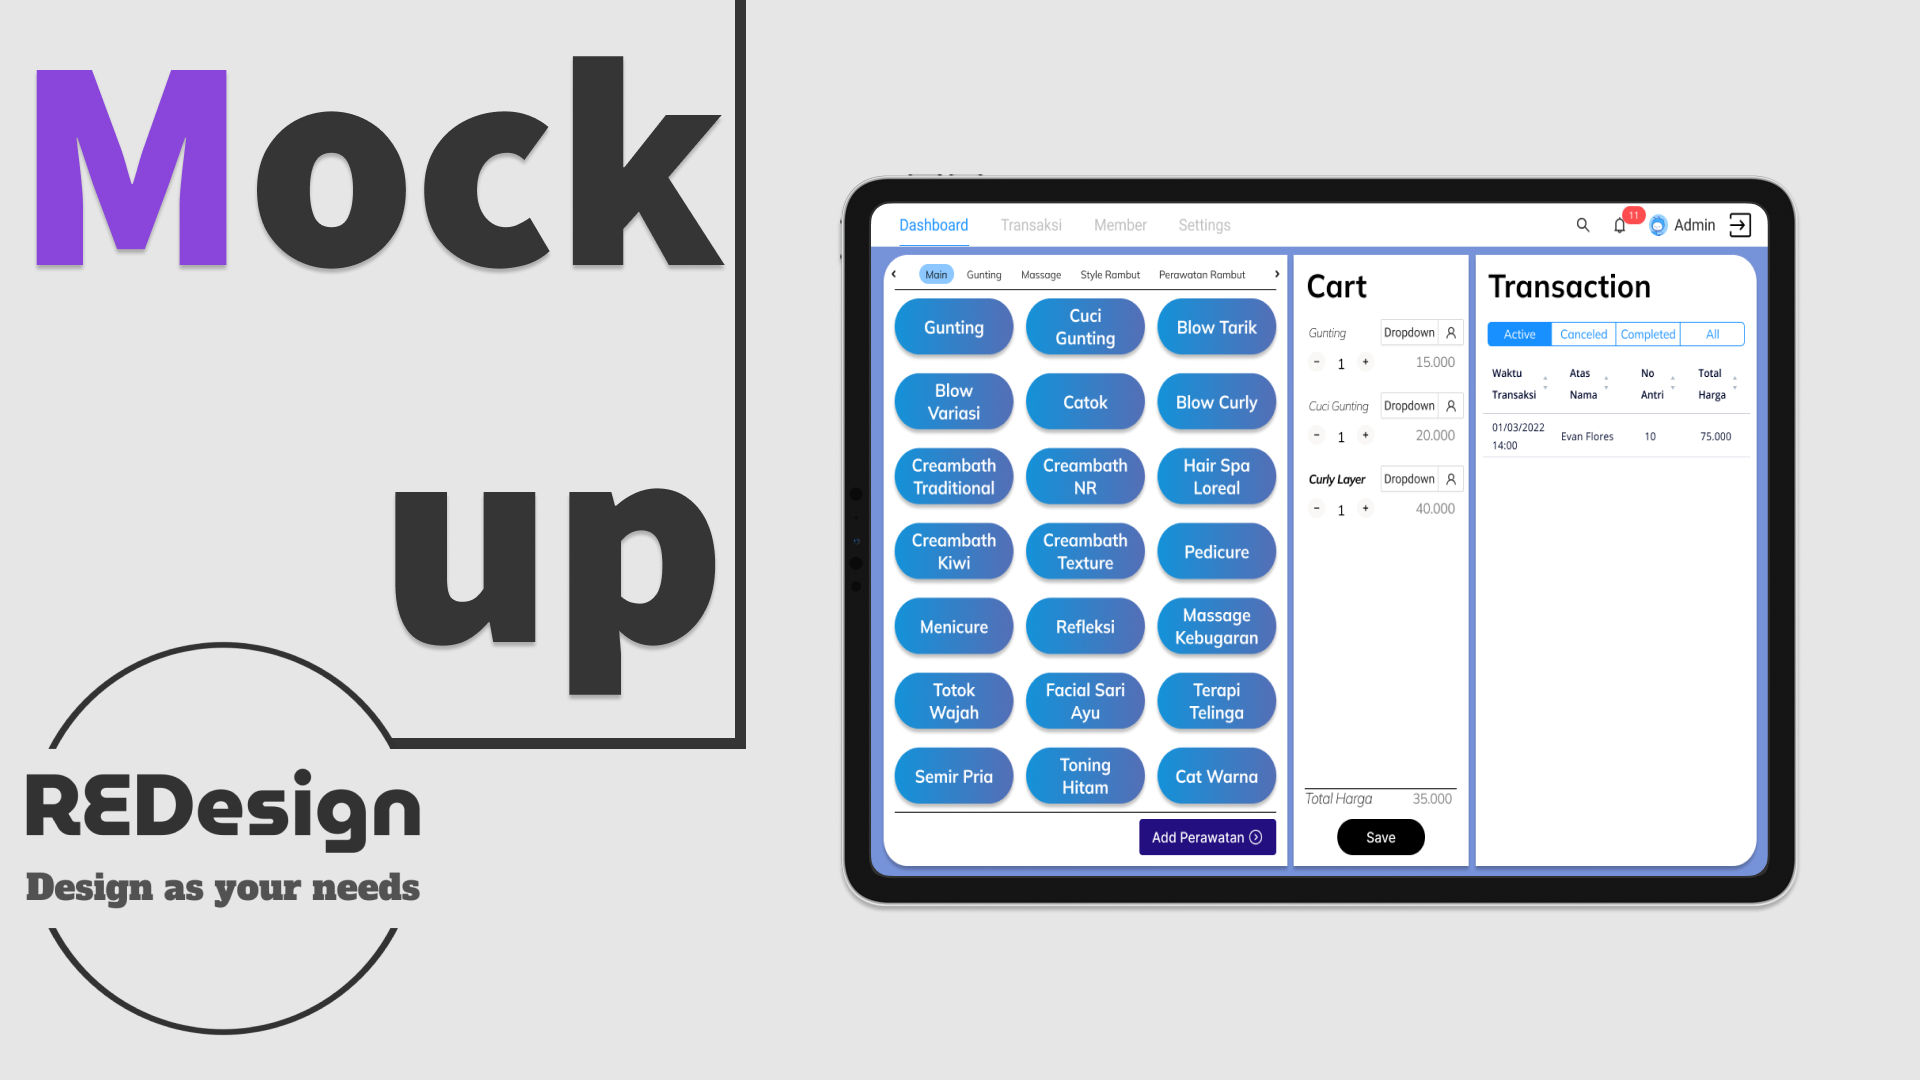 Mock
up
REDesign
Design as your needs
Dashboard Transaksi Member Settings
11
Admin
Main Gunting Massage Style Rambut Perawatan Rambut
Gunting
Cuci
Gunting
Blow Tarik
Blow
Variasi
Catok
Blow Curly
Creambath
Traditional
Creambath
NR
Hair Spa
Loreal
Creambath
Kiwi
Creambath
Texture
Pedicure
Menicure
Refleksi
Massage
Kebugaran
Totok
Wajah
Facial Sari
Ayu
Terapi
Telinga
Semir Pria
Toning
Hitam
Cat Warna
Add Perawatan
Cart
Gunting Dropdown
- 1 + 15.000
Cuci Gunting Dropdown
- 1 + 20.000
Curly Layer Dropdown
- 1 + 40.000
Total Harga 35.000
Save
Transaction
Active Canceled Completed All
Waktu
Transaksi
Atas
Nama
No
Antri
Total
Harga
01/03/2022
14:00
Evan Flores 10 75.000